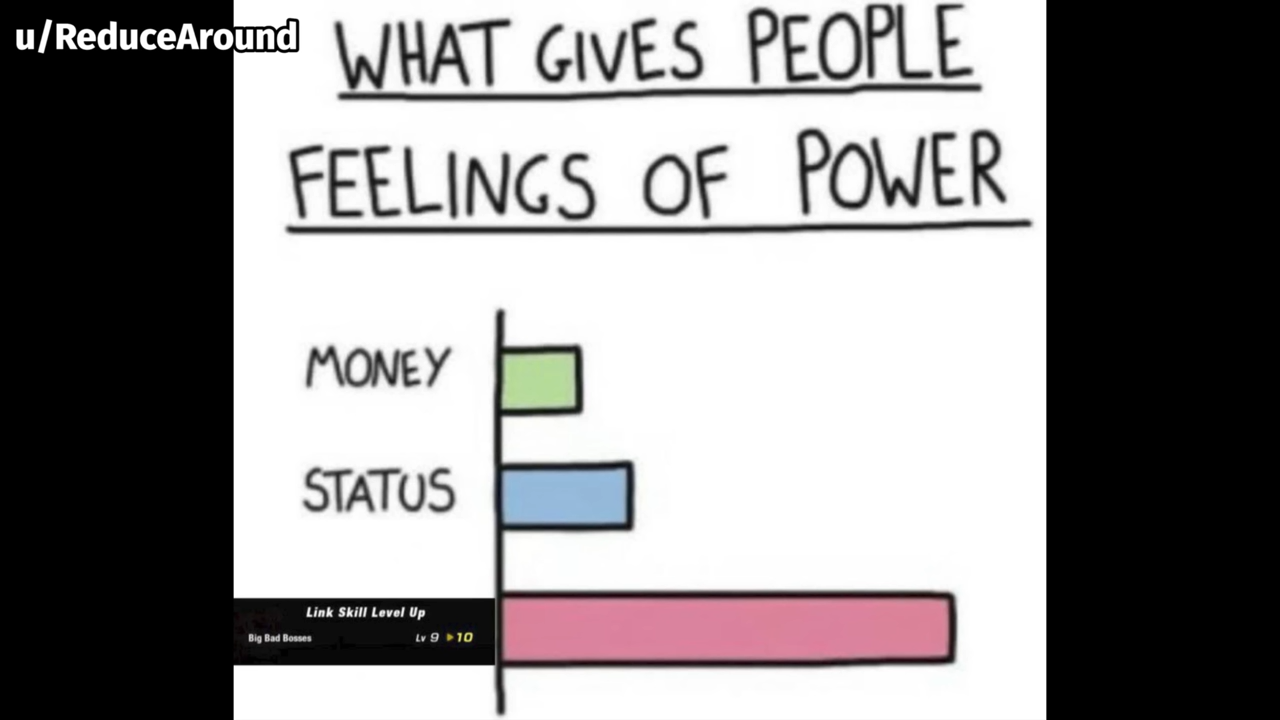 u/ReduceAround
WHAT GIVES PEOPLE
FEELINGS OF POWER
MONEY
STATUS
Link Skill Level Up
Big Bad Bosses Lv 9 ▶10